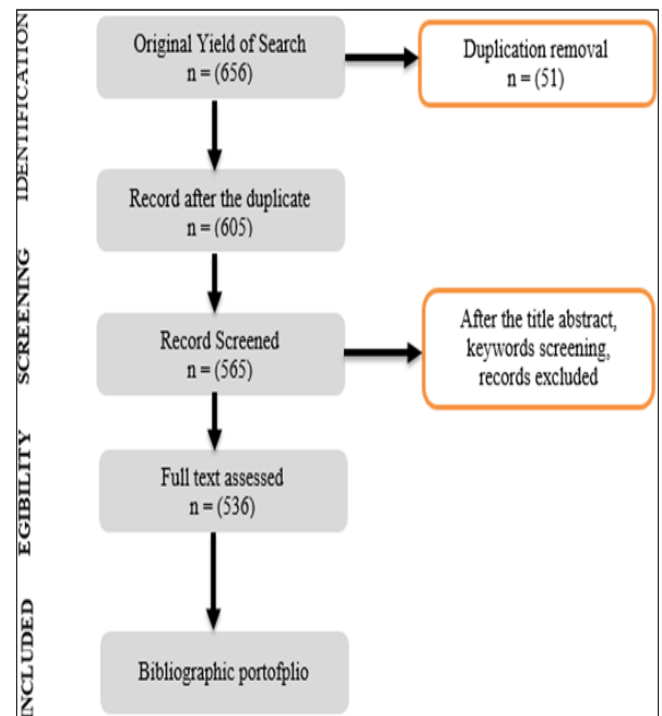 IDENTIFICATION
Original Yield of Search
n = (656)
Duplication removal
n = (51)
Record after the duplicate
n = (605)
SCREENING
Record Screened
n = (565)
After the title abstract,
keywords screening,
records excluded
EGIBILITY
Full text assessed
n = (536)
INCLUDED
Bibliographic portofplio